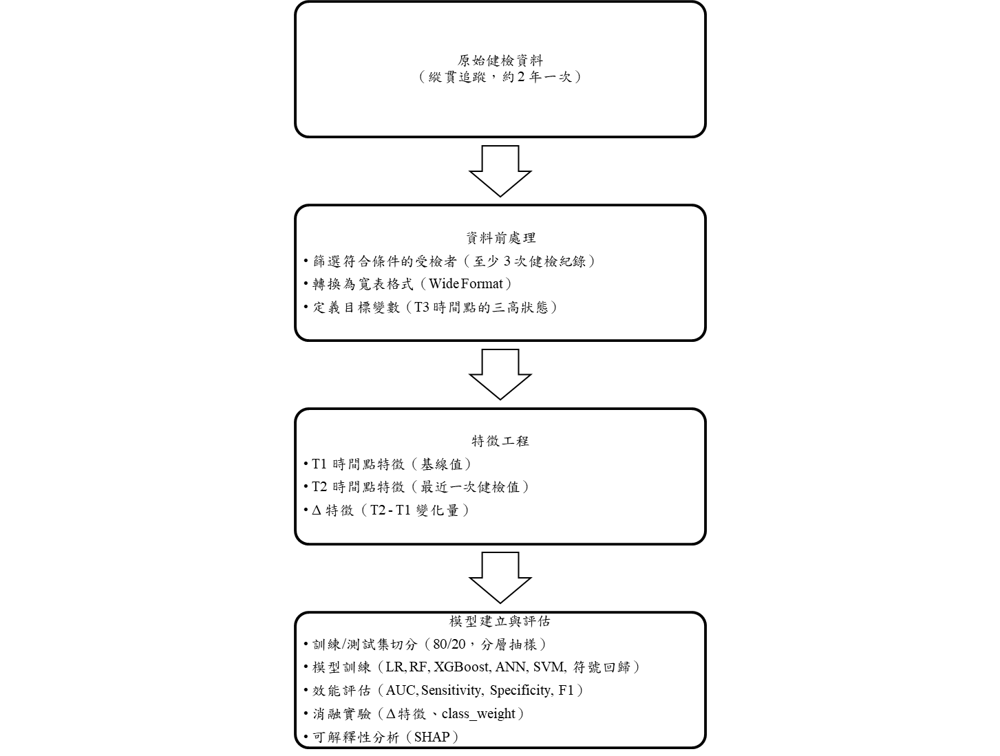 原始健檢資料
（縱貫追蹤，約 2 年一次）
資料前處理
• 篩選符合條件的受檢者（至少 3 次健檢紀錄）
• 轉換為寬表格式（Wide Format）
• 定義目標變數（T3 時間點的三高狀態）
特徵工程
• T1 時間點特徵（基線值）
• T2 時間點特徵（最近一次健檢值）
• Δ 特徵（T2 - T1 變化量）
模型建立與評估
• 訓練/測試集切分（80/20，分層抽樣）
• 模型訓練（LR, RF, XGBoost, ANN, SVM, 符號回歸）
• 效能評估（AUC, Sensitivity, Specificity, F1）
• 消融實驗（Δ 特徵、class_weight）
• 可解釋性分析（SHAP）